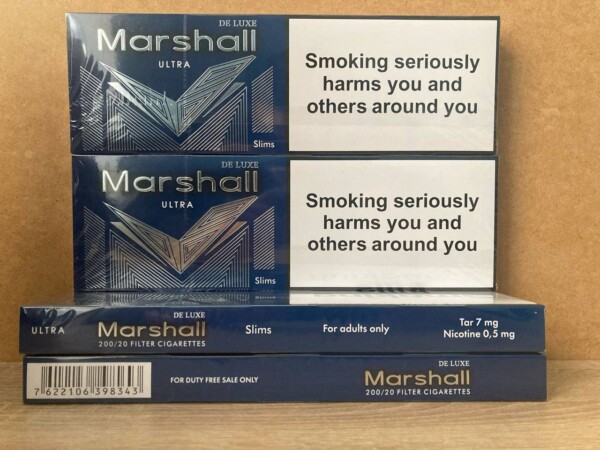 DE LUXE
Marshall
ULTRA
Slims
Smoking seriously
harms you and
others around you
DE LUXE
Marshall
ULTRA
Slims
Smoking seriously
harms you and
others around you
ULTRA
DE LUXE
Marshall
200/20 FILTER CIGARETTES
Slims
For adults only
Tar 7 mg
Nicotine 0,5 mg
7 622106 398343
FOR DUTY FREE SALE ONLY
DE LUXE
Marshall
200/20 FILTER CIGARETTES